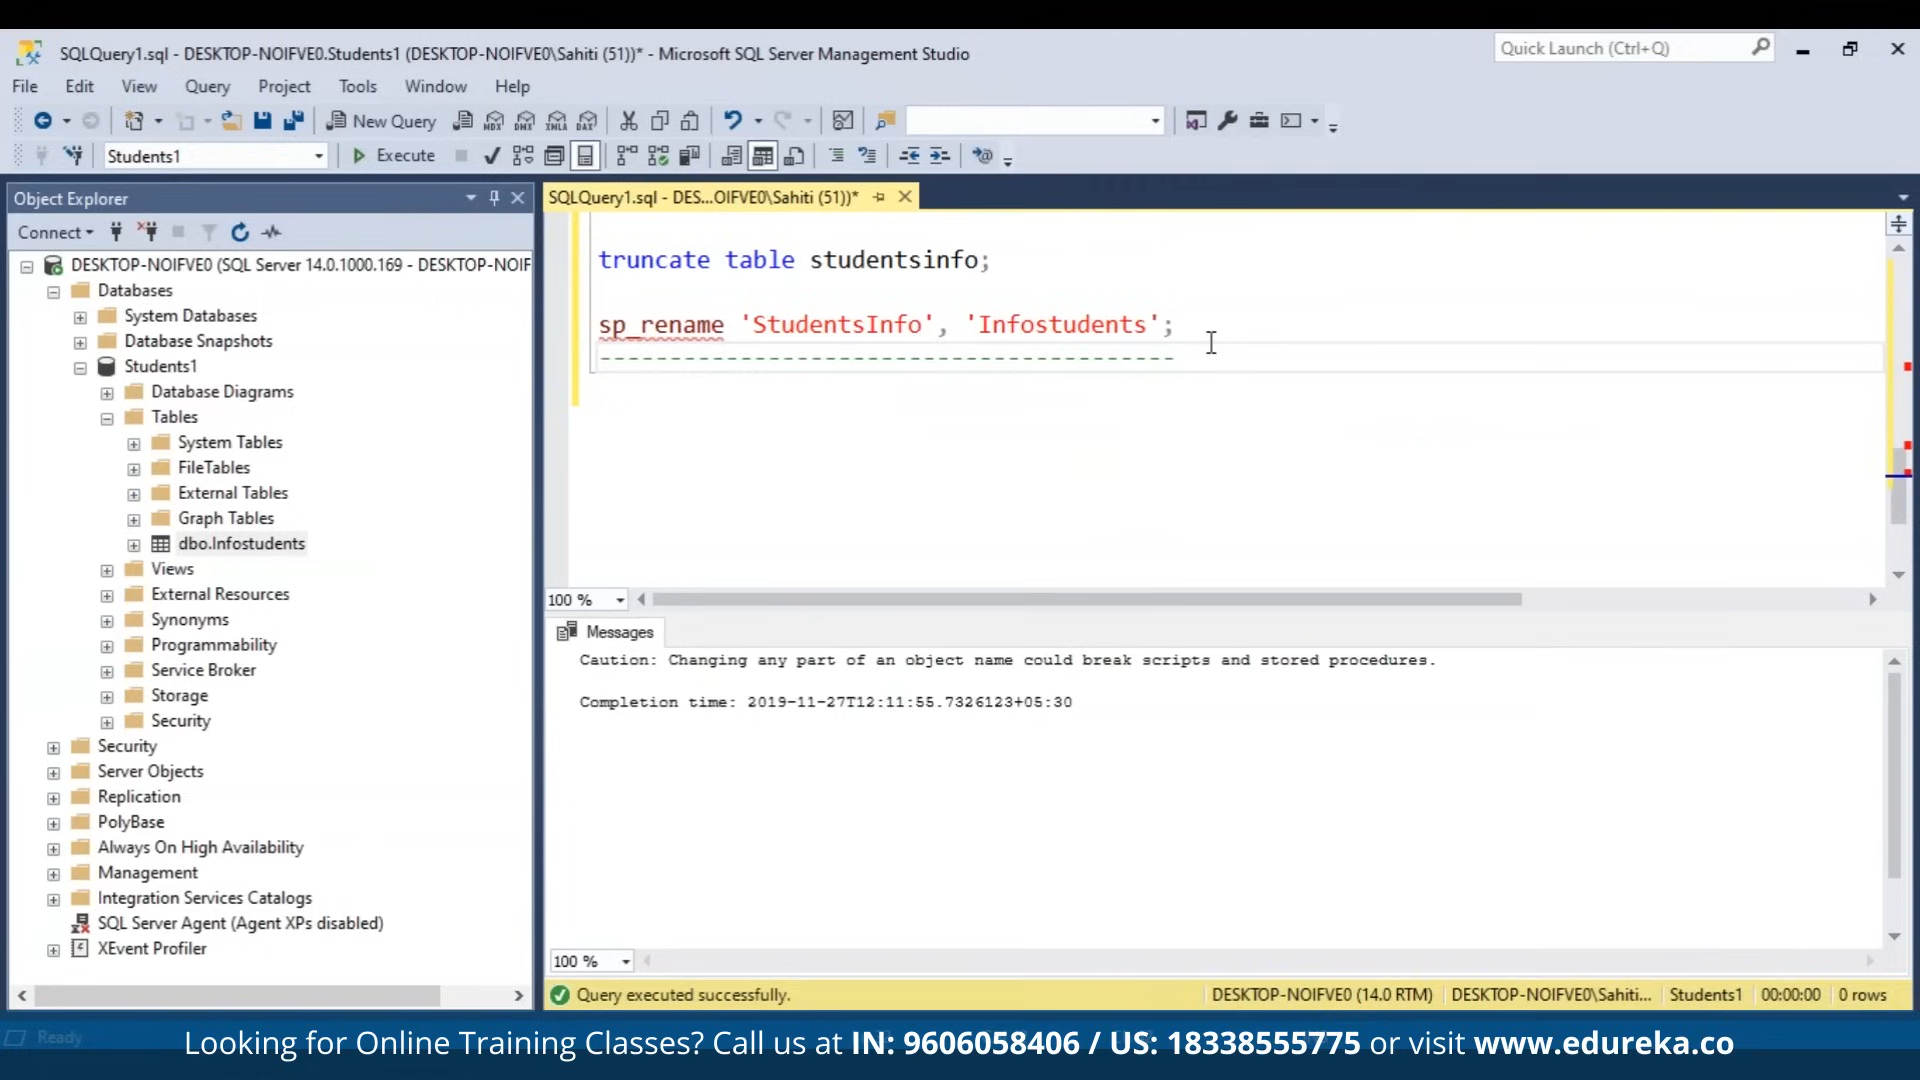 SQLQuery1.sql - DESKTOP-NOIFVE0.Students1 (DESKTOP-NOIFVE0\Sahiti (51))* - Microsoft SQL Server Management Studio
Quick Launch (Ctrl+Q)
File Edit View Query Project Tools Window Help
New Query
MDX DMX XMLA DAX
Students1
Execute
Object Explorer
SQLQuery1.sql - DES...OIFVE0\Sahiti (51))*
Connect
DESKTOP-NOIFVE0 (SQL Server 14.0.1000.169 - DESKTOP-NOIF
Databases
System Databases
Database Snapshots
Students1
Database Diagrams
Tables
System Tables
FileTables
External Tables
Graph Tables
dbo.Infostudents
Views
External Resources
Synonyms
Programmability
Service Broker
Storage
Security
Security
Server Objects
Replication
PolyBase
Always On High Availability
Management
Integration Services Catalogs
SQL Server Agent (Agent XPs disabled)
XEvent Profiler
truncate table studentsinfo;
sp_rename 'StudentsInfo', 'Infostudents';
-----------------------------------------
100 %
Messages
Caution: Changing any part of an object name could break scripts and stored procedures.
Completion time: 2019-11-27T12:11:55.7326123+05:30
100 %
Query executed successfully.
DESKTOP-NOIFVE0 (14.0 RTM) DESKTOP-NOIFVE0\Sahiti... Students1 00:00:00 0 rows
Ready
Looking for Online Training Classes? Call us at IN: 9606058406 / US: 18338555775 or visit www.edureka.co